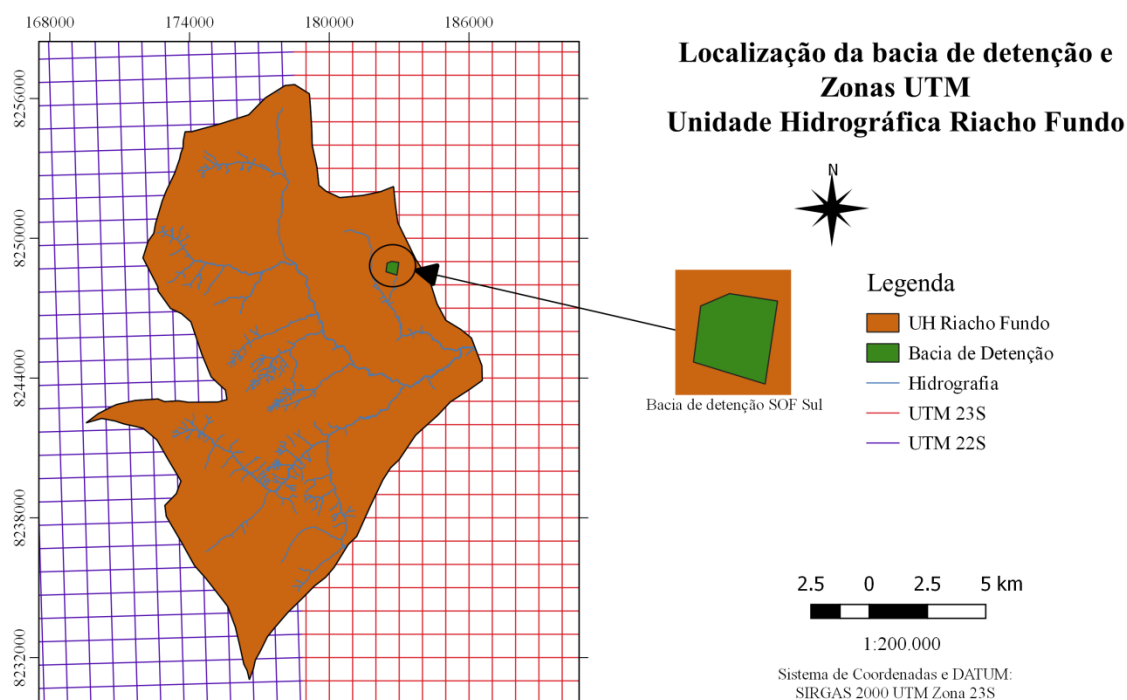 168000
174000
180000
186000
8256000
8250000
8244000
8238000
8232000
Localização da bacia de detenção e
Zonas UTM
Unidade Hidrográfica Riacho Fundo
N
Bacia de detenção SOF Sul
Legenda
UH Riacho Fundo
Bacia de Detenção
Hidrografia
UTM 23S
UTM 22S
2.5 0 2.5 5 km
1:200.000
Sistema de Coordenadas e DATUM:
SIRGAS 2000 UTM Zona 23S